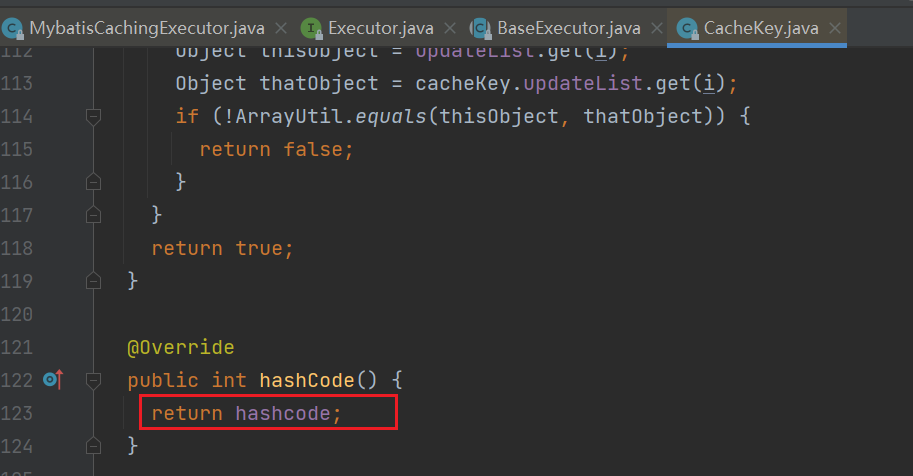 MybatisCachingExecutor.java Executor.java BaseExecutor.java CacheKey.java
112 Object thisObject = updateList.get(i);
113 Object thatObject = cacheKey.updateList.get(i);
114 if (!ArrayUtil.equals(thisObject, thatObject)) {
115 return false;
116 }
117 }
118 return true;
119 }
120
121 @Override
122 public int hashCode() {
123 return hashcode;
124 }
125